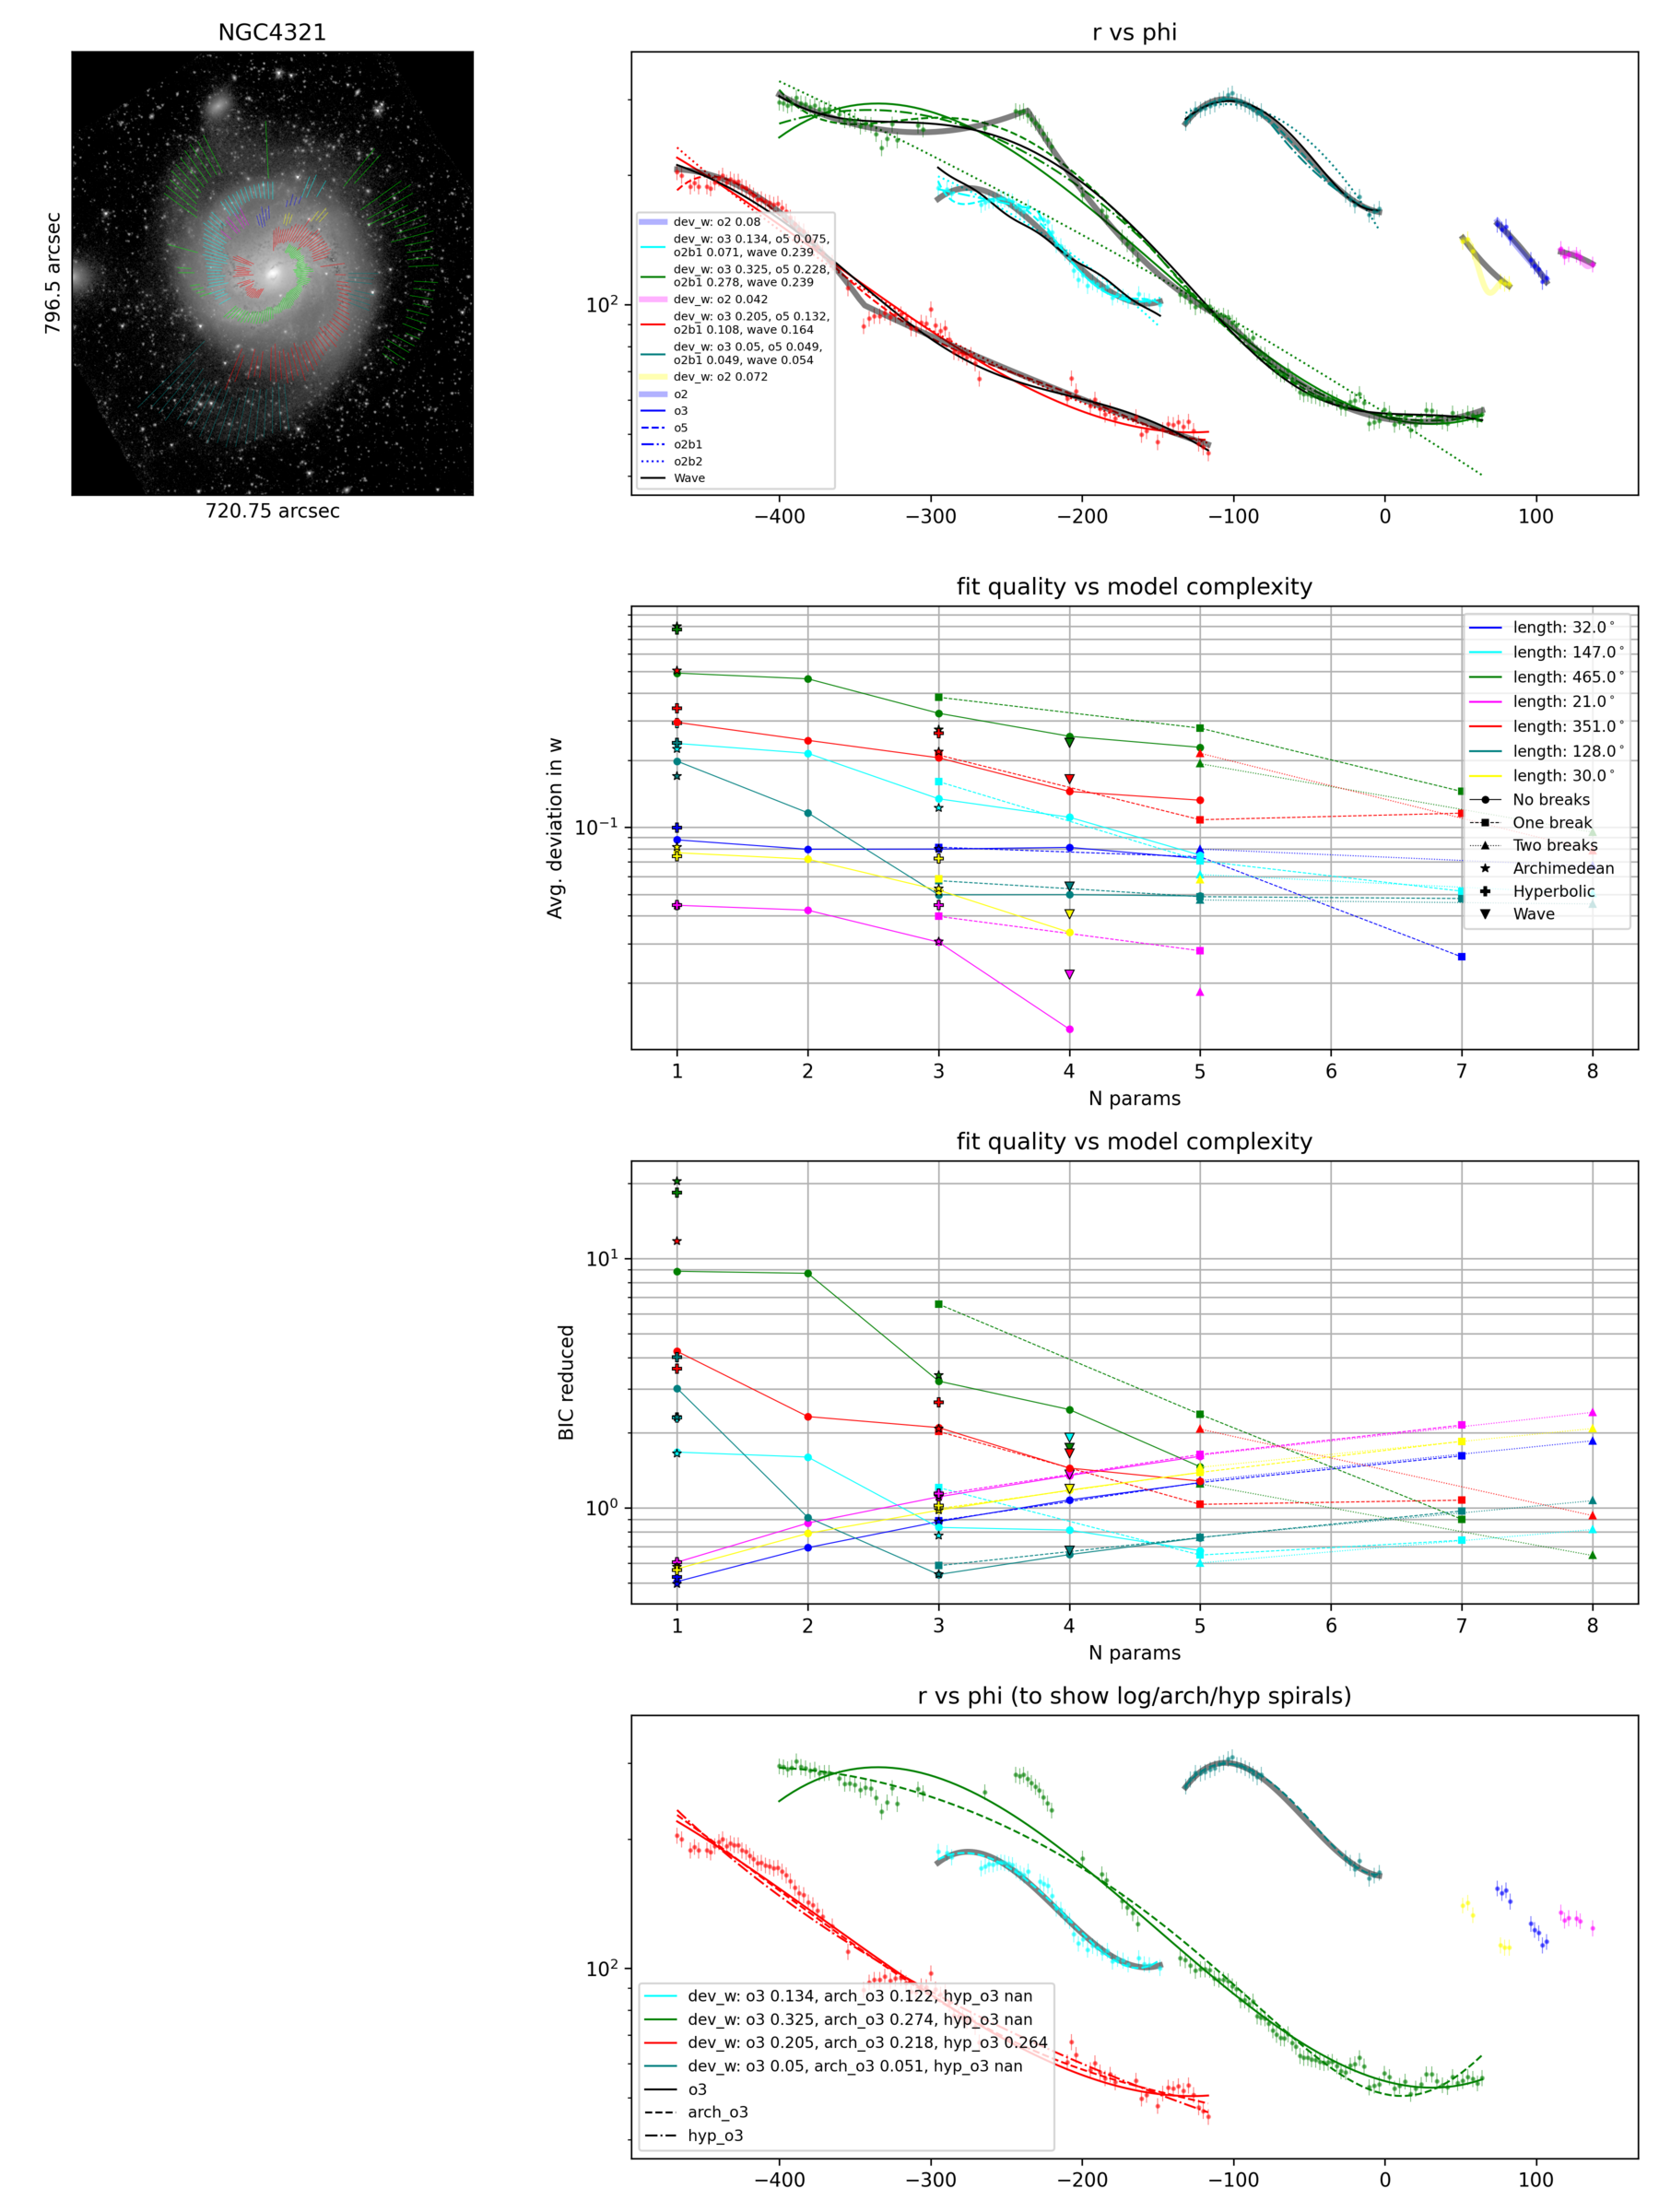 NGC4321
796.5 arcsec
720.75 arcsec
r vs phi
10²
dev_w: o2 0.08
dev_w: o3 0.134, o5 0.075,
o2b1 0.071, wave 0.239
dev_w: o3 0.325, o5 0.228,
o2b1 0.278, wave 0.239
dev_w: o2 0.042
dev_w: o3 0.205, o5 0.132,
o2b1 0.108, wave 0.164
dev_w: o3 0.05, o5 0.049,
o2b1 0.049, wave 0.054
dev_w: o2 0.072
o2
o3
o5
o2b1
o2b2
Wave
−400 −300 −200 −100 0 100
fit quality vs model complexity
Avg. deviation in w
10⁻¹
length: 32.0°
length: 147.0°
length: 465.0°
length: 21.0°
length: 351.0°
length: 128.0°
length: 30.0°
No breaks
One break
Two breaks
Archimedean
Hyperbolic
Wave
1 2 3 4 5 6 7 8
N params
fit quality vs model complexity
BIC reduced
10¹
10⁰
1 2 3 4 5 6 7 8
N params
r vs phi (to show log/arch/hyp spirals)
10²
dev_w: o3 0.134, arch_o3 0.122, hyp_o3 nan
dev_w: o3 0.325, arch_o3 0.274, hyp_o3 nan
dev_w: o3 0.205, arch_o3 0.218, hyp_o3 0.264
dev_w: o3 0.05, arch_o3 0.051, hyp_o3 nan
o3
arch_o3
hyp_o3
−400 −300 −200 −100 0 100